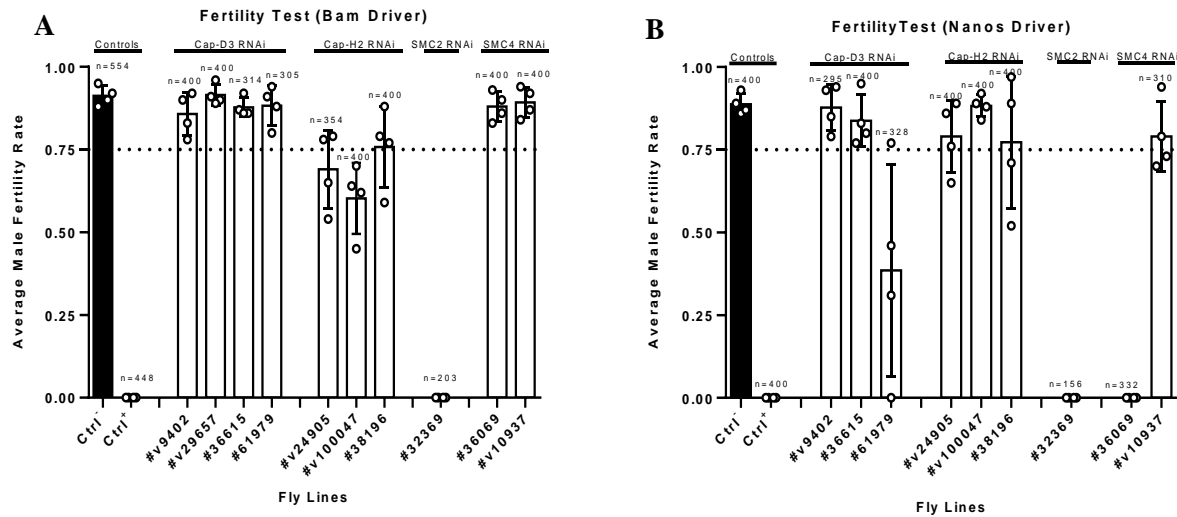 A
Fertility Test (Bam Driver)
Controls
Cap-D3 RNAi
Cap-H2 RNAi
SMC2 RNAi
SMC4 RNAi
n=554
n=448
n=400
n=400
n=314
n=305
n=354
n=400
n=400
n=203
n=400
n=400
1.00
0.75
0.50
0.25
0.00
Average Male Fertility Rate
Ctrl-
Ctrl+
#v9402
#v29657
#36615
#61979
#v24905
#v100047
#38196
#32369
#36069
#v10937
Fly Lines
B
FertilityTest (Nanos Driver)
Controls
Cap-D3 RNAi
Cap-H2 RNAi
SMC2 RNAi
SMC4 RNAi
n=400
n=400
n=295
n=400
n=328
n=400
n=400
n=400
n=156
n=332
n=310
1.00
0.75
0.50
0.25
0.00
Average Male Fertility Rate
Ctrl-
Ctrl+
#v9402
#36615
#61979
#v24905
#v100047
#38196
#32369
#36069
#v10937
Fly Lines